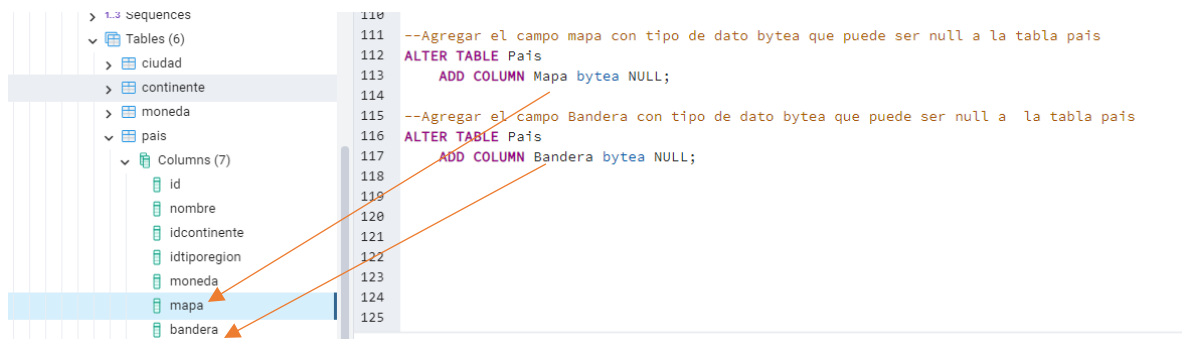 1..3 Sequences
Tables (6)
ciudad
continente
moneda
pais
Columns (7)
id
nombre
idcontinente
idtiporegion
moneda
mapa
bandera
110
111 --Agregar el campo mapa con tipo de dato bytea que puede ser null a la tabla pais
112 ALTER TABLE Pais
113 ADD COLUMN Mapa bytea NULL;
114
115 --Agregar el campo Bandera con tipo de dato bytea que puede ser null a  la tabla pais
116 ALTER TABLE Pais
117 ADD COLUMN Bandera bytea NULL;
118
119
120
121
122
123
124
125